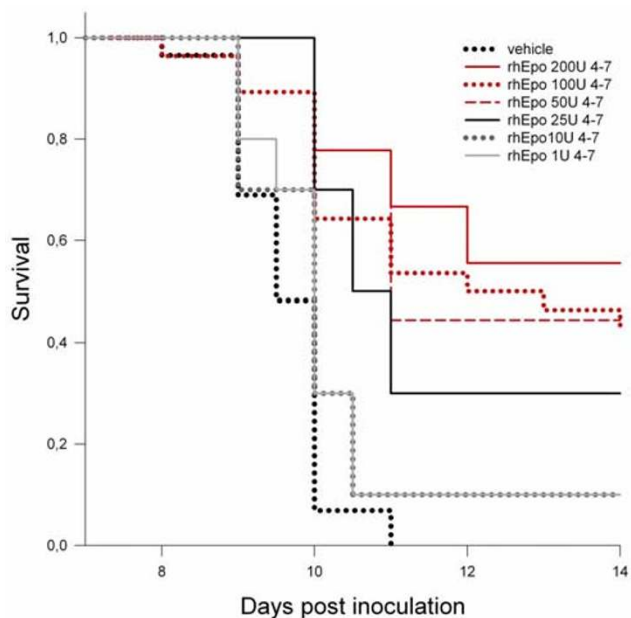 1,0
0,8
0,6
0,4
0,2
0,0
Survival
vehicle
rhEpo 200U 4-7
rhEpo 100U 4-7
rhEpo 50U 4-7
rhEpo 25U 4-7
rhEpo10U 4-7
rhEpo 1U 4-7
8
10
12
14
Days post inoculation